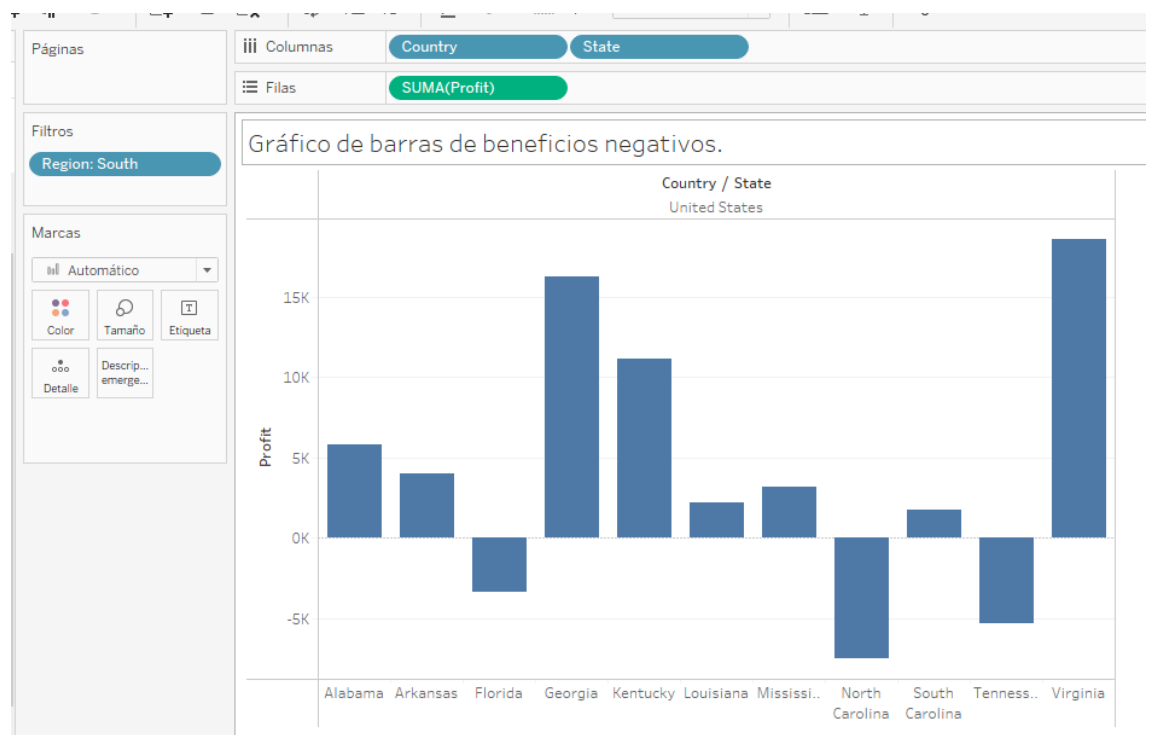 Páginas
iii Columnas
Country
State
Filas
SUMA(Profit)
Filtros
Region: South
Gráfico de barras de beneficios negativos.
Country / State
United States
Marcas
Automático
Color
Tamaño
Etiqueta
Detalle
Descrip...
emerge...
Profit
15K
10K
5K
0K
-5K
Alabama Arkansas Florida Georgia Kentucky Louisiana Mississi.. North Carolina South Carolina Tenness.. Virginia